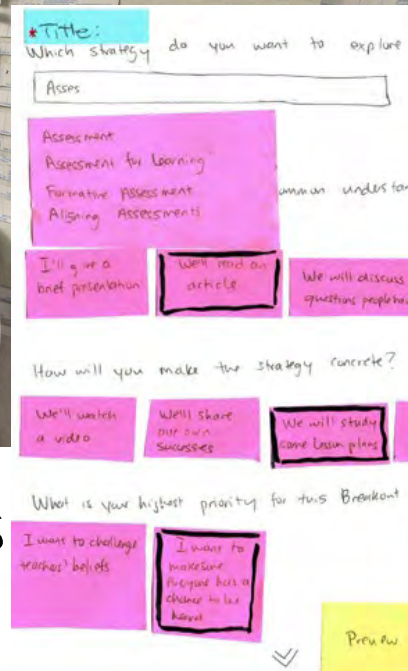 *Title:
Which strategy do you want to explore
Asses
Assessment
Assessment for Learning
Formative Assessment
Aligning Assessments
I'll give a
brief presentation
We'll read an
article
We will discuss
questions people
How will you make the strategy concrete?
We'll watch
a video
We'll share
our own
successes
We will study
some lesson plans
What is your highest priority for this Breakout
I want to challenge
teachers' beliefs
I want to
make sure
everyone has a
chance to be
heard
Preview